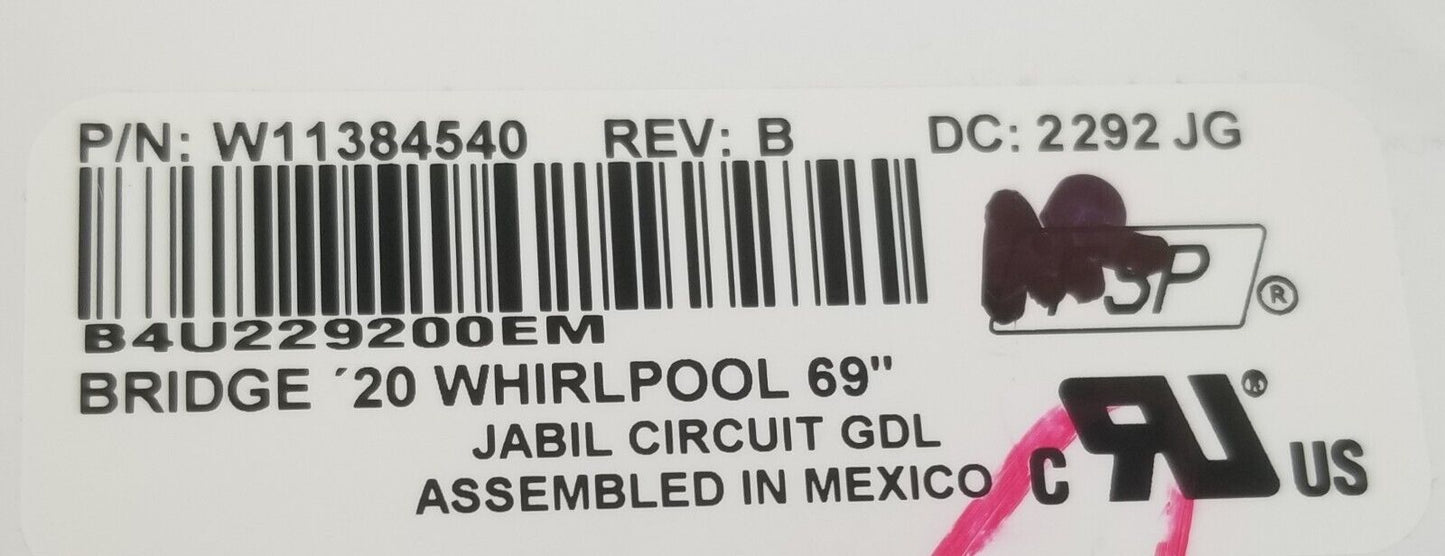 P/N: W11384540 REV: B DC: 2292 JG
B4U229200EM
BRIDGE ´20 WHIRLPOOL 69"
JABIL CIRCUIT GDL
ASSEMBLED IN MEXICO
C US